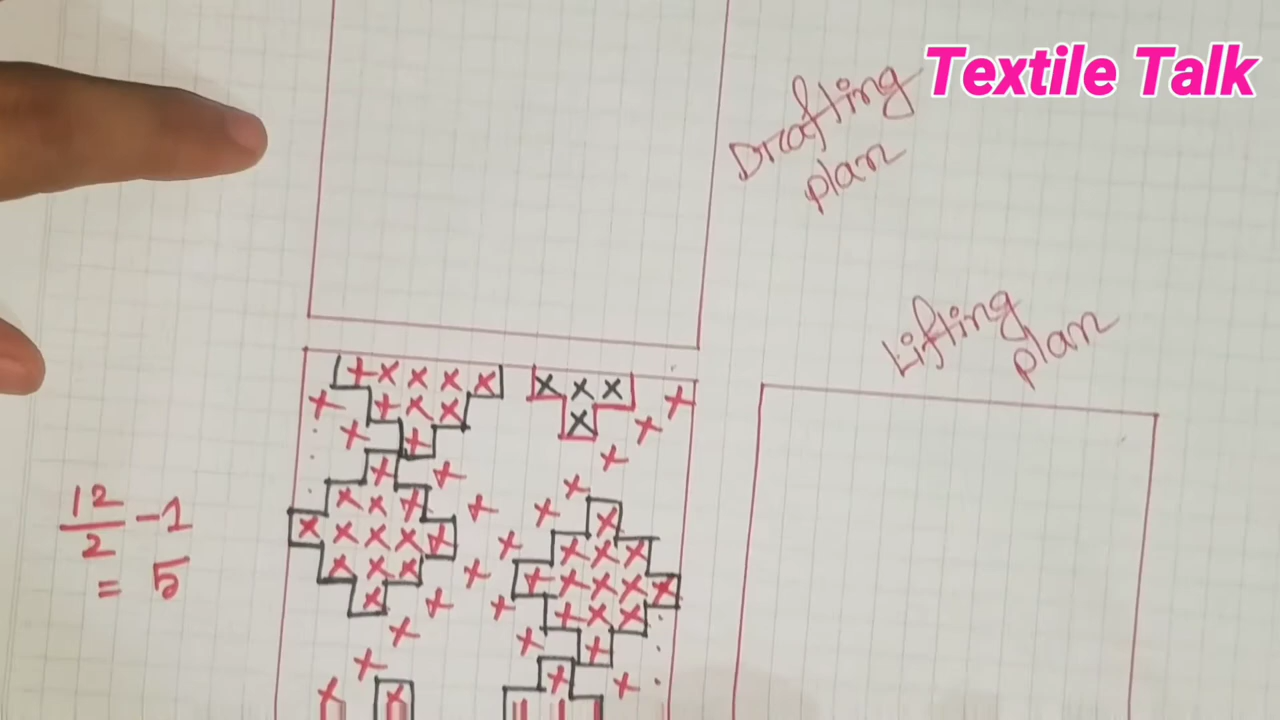 Textile Talk
Drafting
plan
Lifting
plan
12
2
-1
= 5